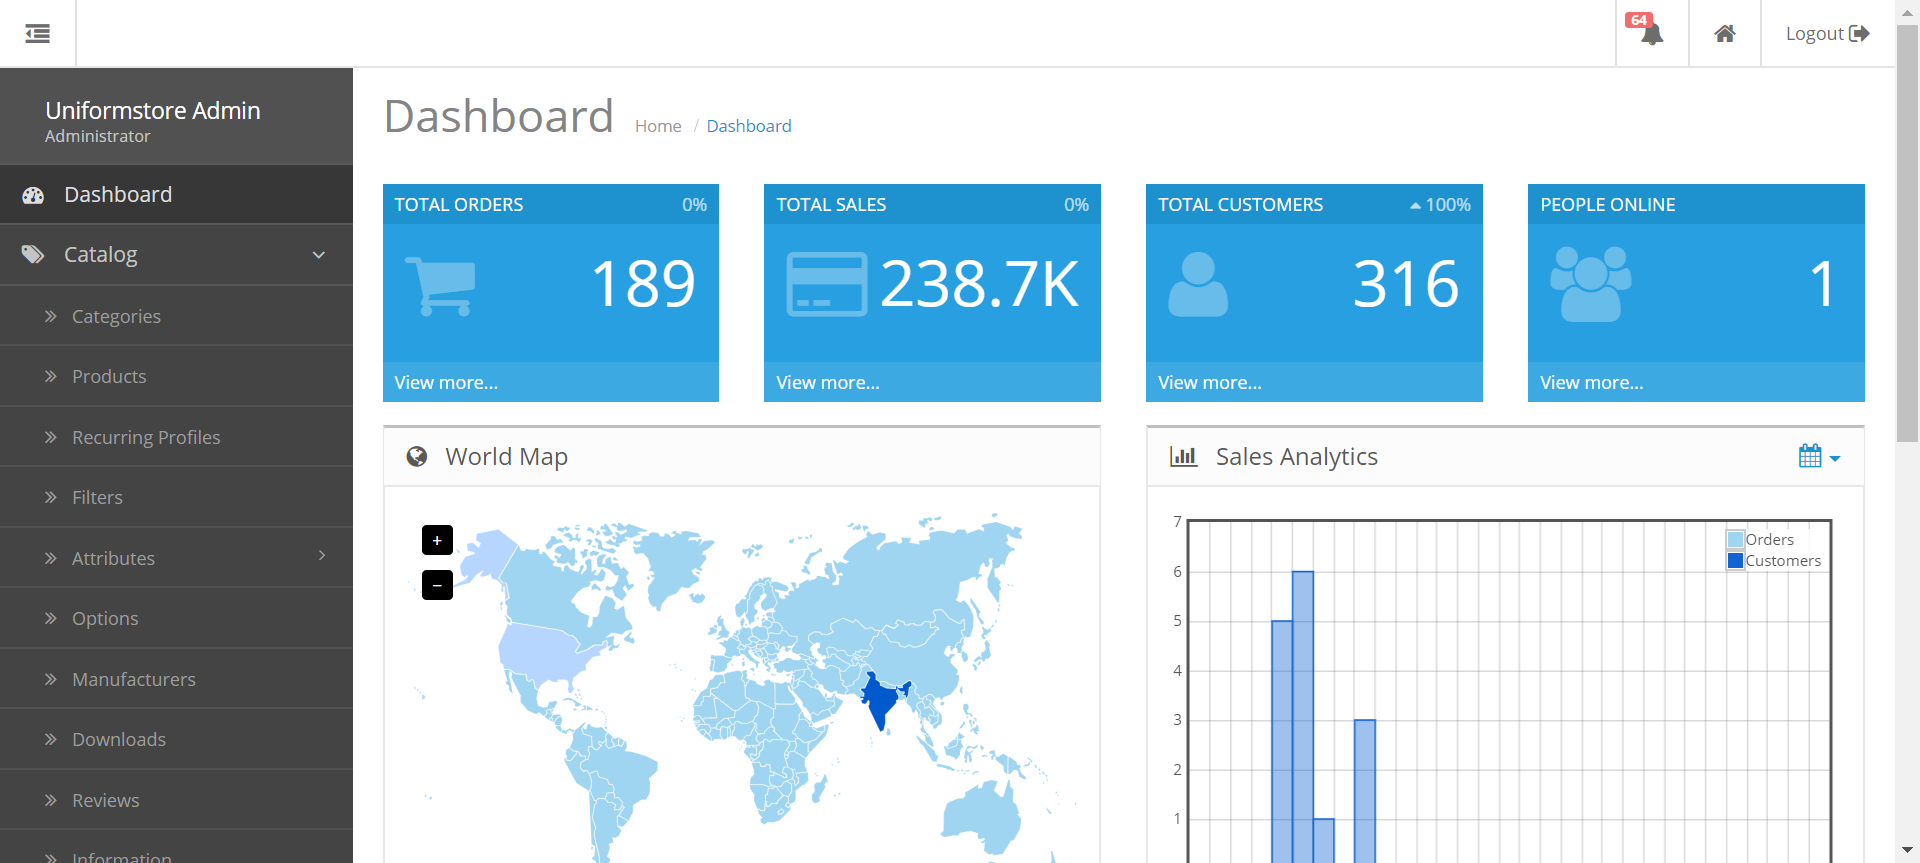 64
Logout
Uniformstore Admin
Administrator
Dashboard
Home / Dashboard
Dashboard
Catalog
Categories
Products
Recurring Profiles
Filters
Attributes
Options
Manufacturers
Downloads
Reviews
Information
TOTAL ORDERS 0%
189
View more...
TOTAL SALES 0%
238.7K
View more...
TOTAL CUSTOMERS 100%
316
View more...
PEOPLE ONLINE
1
View more...
World Map
+
−
Sales Analytics
7
6
5
4
3
2
1
Orders
Customers